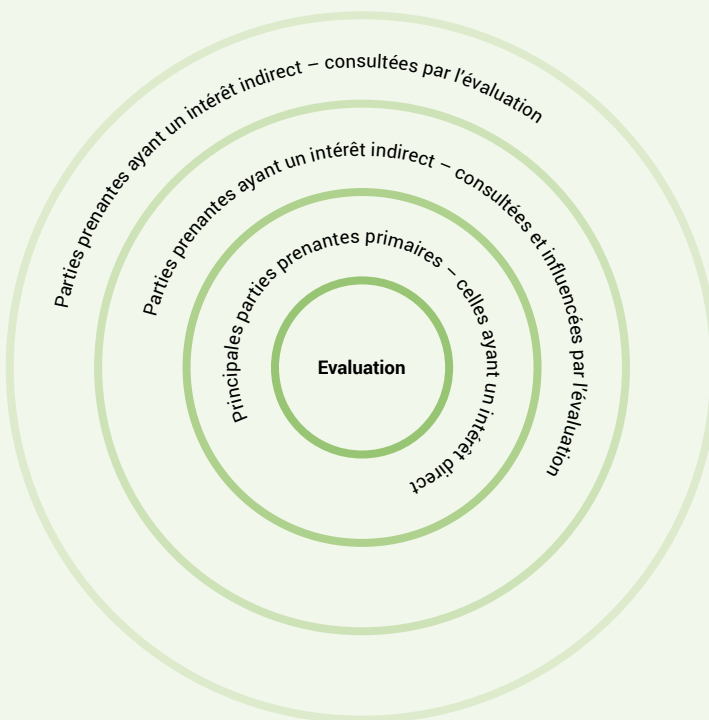 Parties prenantes ayant un intérêt indirect – consultées par l'évaluation
Parties prenantes ayant un intérêt indirect – consultées et influencées par l'évaluation
Principales parties prenantes primaires – celles ayant un intérêt direct
Evaluation